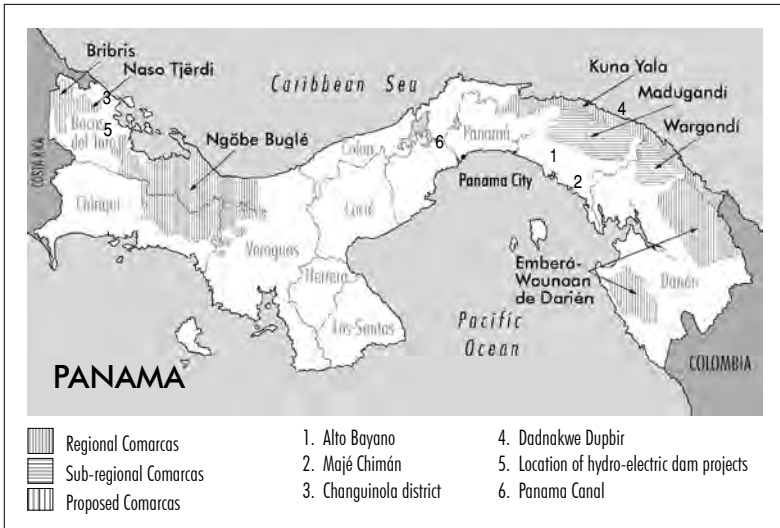 Bribris
Naso Tjërdi
Caribbean Sea
Kuna Yala
Madugandí
Wargandí
3
4
Bocas
del Toro
5
Ngöbe Buglé
COSTA RICA
Colon
6
Panamá
1
2
Panama City
Chiriquí
Coclé
Veraguas
Herrera
Los Santos
Emberá-
Wounaan
de Darién
Darién
Pacific
Ocean
COLOMBIA
PANAMA
Regional Comarcas
Sub-regional Comarcas
Proposed Comarcas
1. Alto Bayano
2. Majé Chimán
3. Changuinola district
4. Dadnakwe Dupbir
5. Location of hydro-electric dam projects
6. Panama Canal